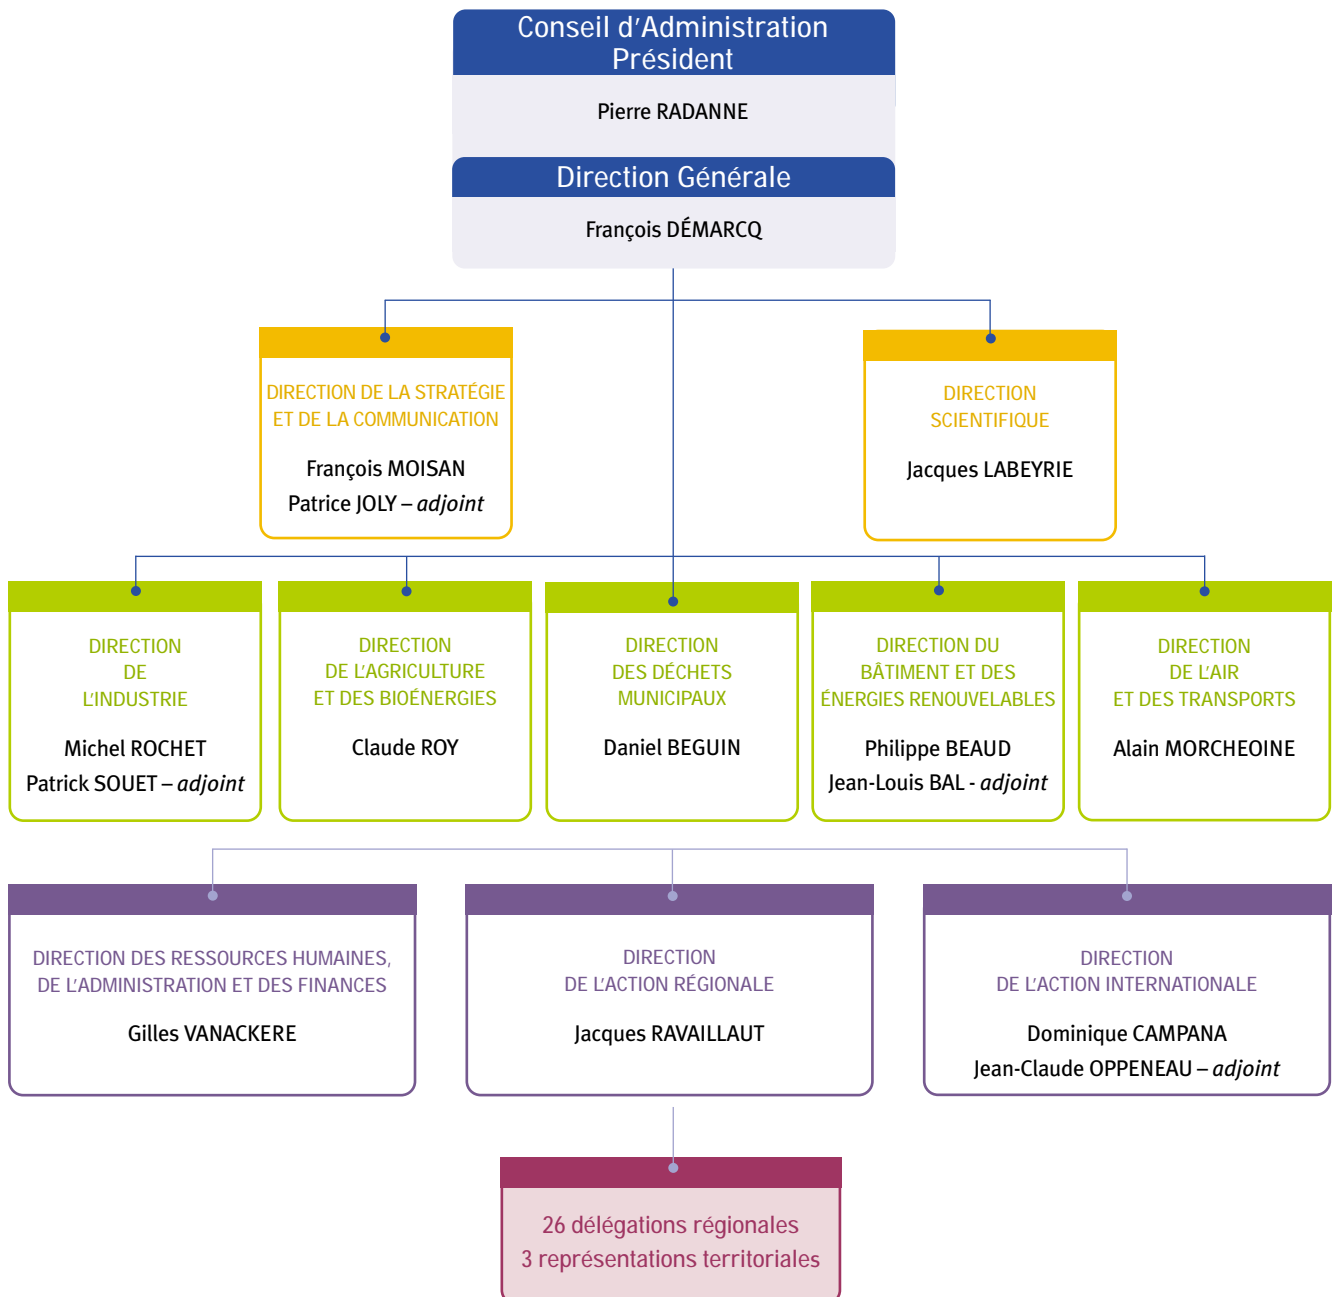 Conseil d'Administration
Président
Pierre RADANNE
Direction Générale
François DÉMARCQ
DIRECTION DE LA STRATÉGIE
ET DE LA COMMUNICATION
François MOISAN
Patrice JOLY – adjoint
DIRECTION
SCIENTIFIQUE
Jacques LABEYRIE
DIRECTION
DE
L'INDUSTRIE
Michel ROCHET
Patrick SOUET – adjoint
DIRECTION
DE L'AGRICULTURE
ET DES BIOÉNERGIES
Claude ROY
DIRECTION
DES DÉCHETS
MUNICIPAUX
Daniel BEGUIN
DIRECTION DU
BÂTIMENT ET DES
ÉNERGIES RENOUVELABLES
Philippe BEAUD
Jean-Louis BAL - adjoint
DIRECTION
DE L'AIR
ET DES TRANSPORTS
Alain MORCHEOINE
DIRECTION DES RESSOURCES HUMAINES,
DE L'ADMINISTRATION ET DES FINANCES
Gilles VANACKERE
DIRECTION
DE L'ACTION RÉGIONALE
Jacques RAVAILLAUT
DIRECTION
DE L'ACTION INTERNATIONALE
Dominique CAMPANA
Jean-Claude OPPENEAU – adjoint
26 délégations régionales
3 représentations territoriales